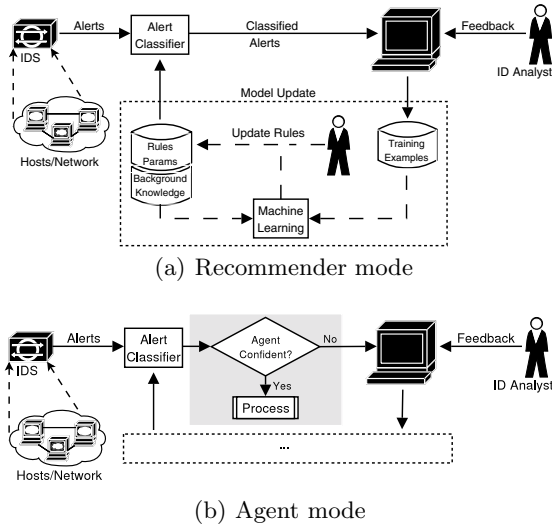 Alerts
Alert
Classifier
Classified
Alerts
Feedback
IDS
ID Analyst
Hosts/Network
Model Update
Rules
Params
Background
Knowledge
Update Rules
Training
Examples
Machine
Learning
(a) Recommender mode
Alerts
Alert
Classifier
Agent
Confident?
No
Yes
Process
Feedback
IDS
ID Analyst
Hosts/Network
...
(b) Agent mode